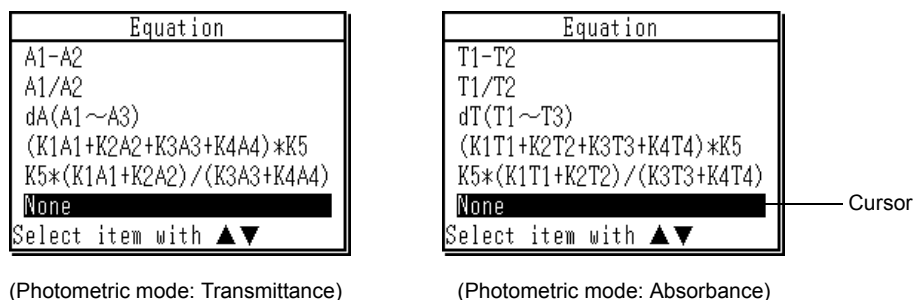 Equation
A1-A2
A1/A2
dA(A1～A3)
(K1A1+K2A2+K3A3+K4A4)*K5
K5*(K1A1+K2A2)/(K3A3+K4A4)
None
Select item with ▲▼
(Photometric mode: Transmittance)
Equation
T1-T2
T1/T2
dT(T1～T3)
(K1T1+K2T2+K3T3+K4T4)*K5
K5*(K1T1+K2T2)/(K3T3+K4T4)
None
Select item with ▲▼
Cursor
(Photometric mode: Absorbance)